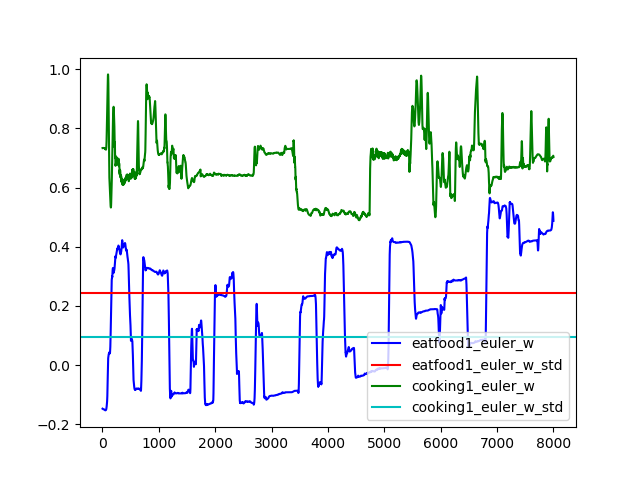 1.0
0.8
0.6
0.4
0.2
0.0
−0.2
0 1000 2000 3000 4000 5000 6000 7000 8000
eatfood1_euler_w
eatfood1_euler_w_std
cooking1_euler_w
cooking1_euler_w_std